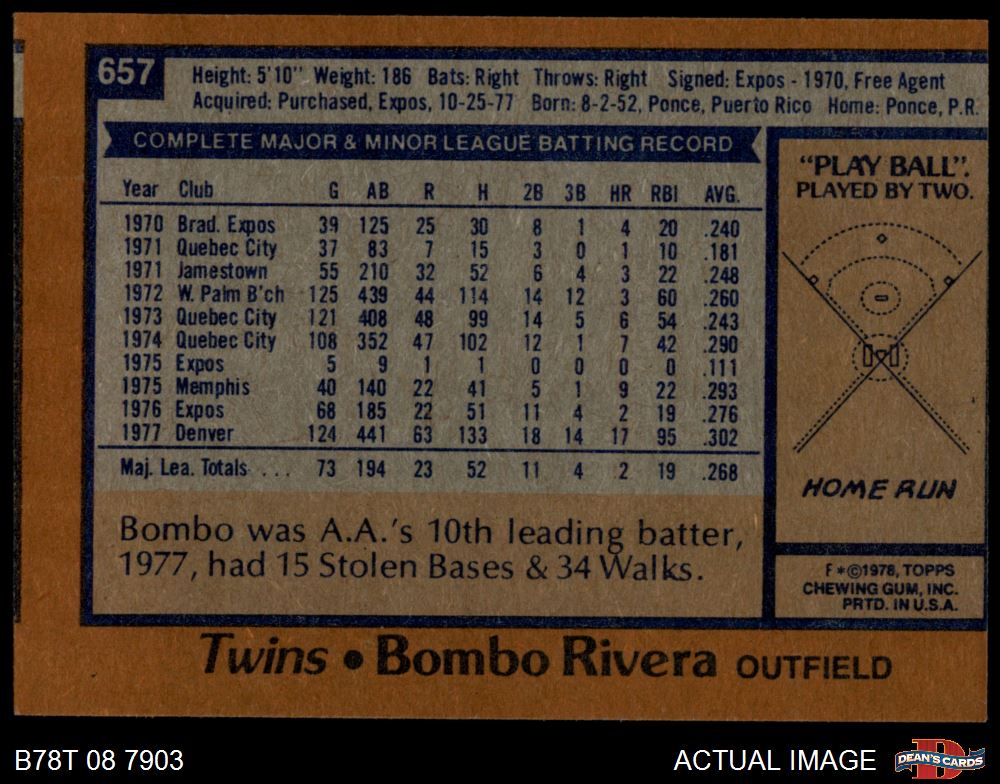 657
Height: 5'10" Weight: 186 Bats: Right Throws: Right Signed: Expos - 1970, Free Agent
Acquired: Purchased, Expos, 10-25-77 Born: 8-2-52, Ponce, Puerto Rico Home: Ponce, P.R.
COMPLETE MAJOR & MINOR LEAGUE BATTING RECORD
Year Club G AB R H 2B 3B HR RBI AVG.
1970 Brad. Expos 39 125 25 30 8 1 4 20 .240
1971 Quebec City 37 83 7 15 3 0 1 10 .181
1971 Jamestown 55 210 32 52 6 4 3 22 .248
1972 W. Palm B'ch 125 439 44 114 14 12 3 60 .260
1973 Quebec City 121 408 48 99 14 5 6 54 .243
1974 Quebec City 108 352 47 102 12 1 7 42 .290
1975 Expos 5 9 1 1 0 0 0 0 .111
1975 Memphis 40 140 22 41 5 1 9 22 .293
1976 Expos 68 185 22 51 11 4 2 19 .276
1977 Denver 124 441 63 133 18 14 17 95 .302
Maj. Lea. Totals . . . 73 194 23 52 11 4 2 19 .268
Bombo was A.A.'s 10th leading batter,
1977, had 15 Stolen Bases & 34 Walks.
"PLAY BALL".
PLAYED BY TWO.
HOME RUN
F *©1978, TOPPS
CHEWING GUM, INC.
PRTD. IN U.S.A.
Twins • Bombo Rivera OUTFIELD
B78T 08 7903
ACTUAL IMAGE
D
DEAN'S CARDS